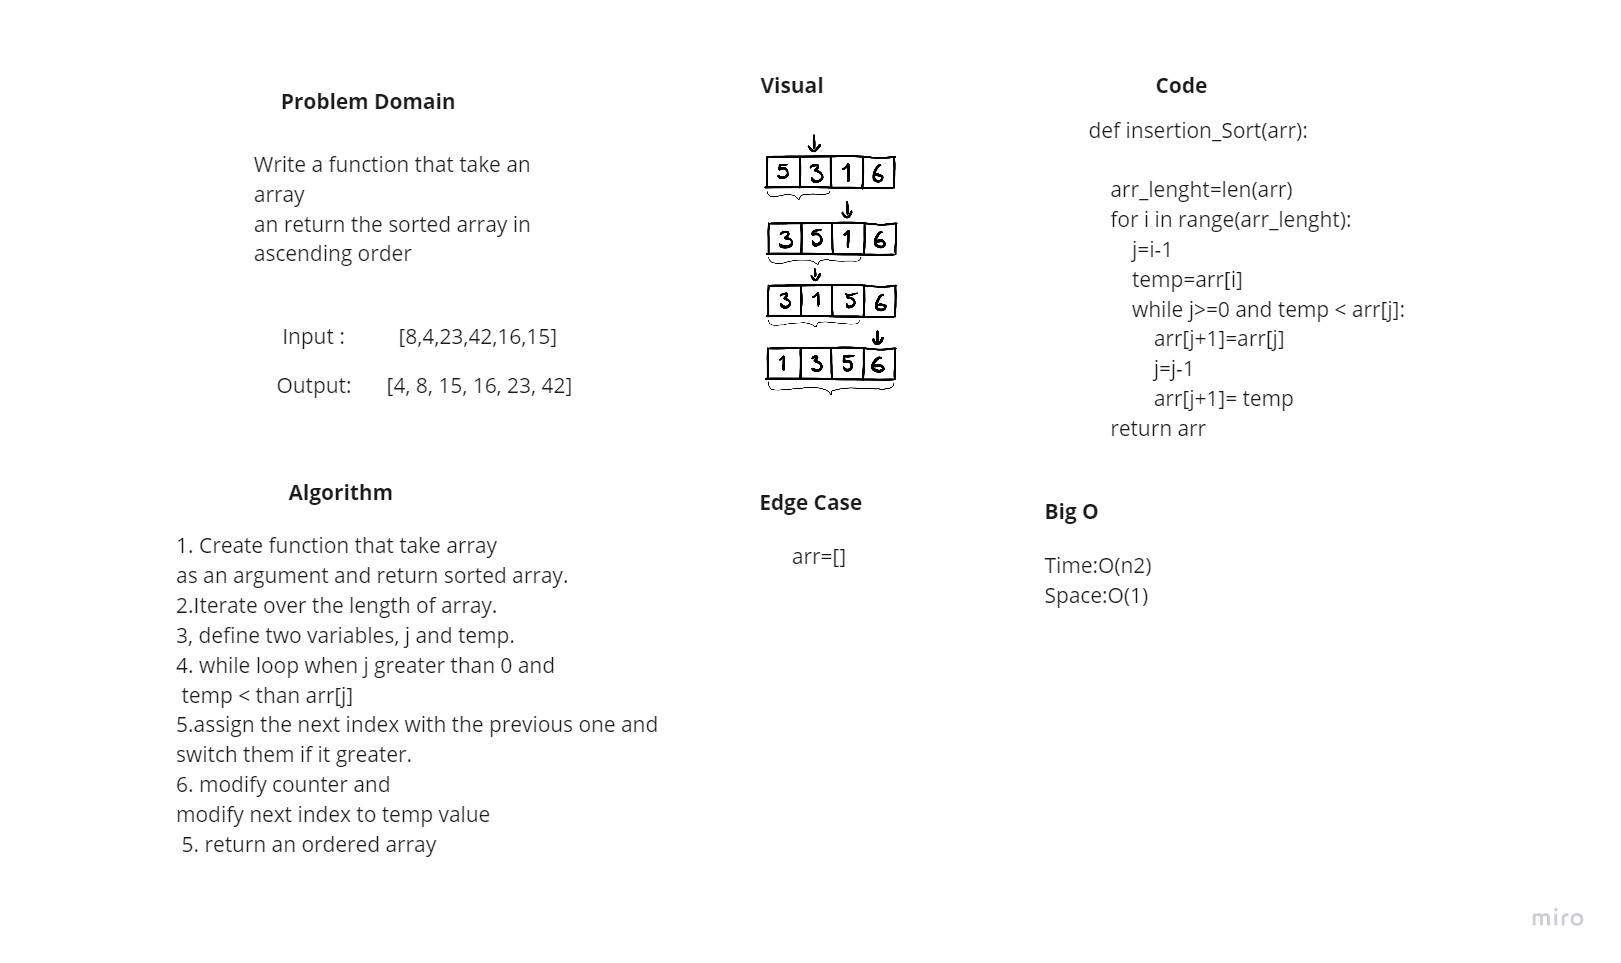 Problem Domain
Write a function that take an
array
an return the sorted array in
ascending order
Input : [8,4,23,42,16,15]
Output: [4, 8, 15, 16, 23, 42]
Visual
5 3 1 6
3 5 1 6
3 1 5 6
1 3 5 6
Code
def insertion_Sort(arr):
arr_lenght=len(arr)
for i in range(arr_lenght):
j=i-1
temp=arr[i]
while j>=0 and temp < arr[j]:
arr[j+1]=arr[j]
j=j-1
arr[j+1]= temp
return arr
Algorithm
1. Create function that take array
as an argument and return sorted array.
2.Iterate over the length of array.
3, define two variables, j and temp.
4. while loop when j greater than 0 and
temp < than arr[j]
5.assign the next index with the previous one and
switch them if it greater.
6. modify counter and
modify next index to temp value
5. return an ordered array
Edge Case
arr=[]
Big O
Time:O(n2)
Space:O(1)
miro